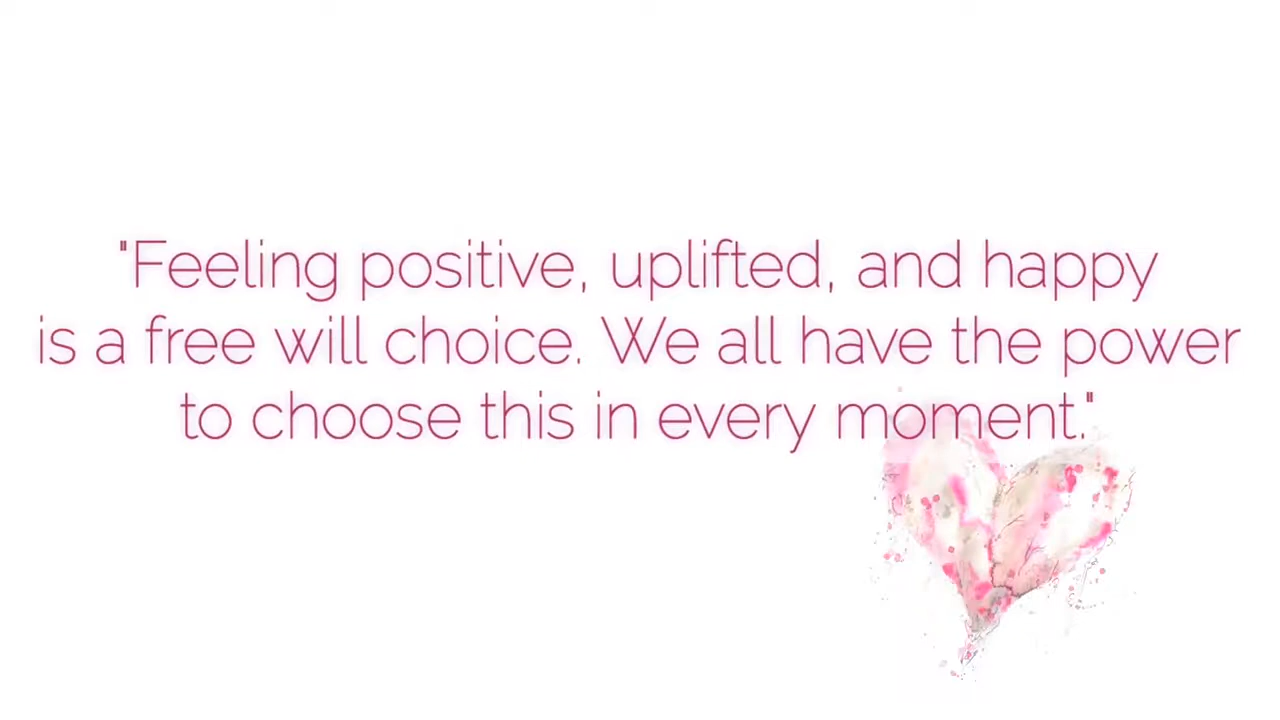 "Feeling positive, uplifted, and happy
is a free will choice. We all have the power
to choose this in every moment."